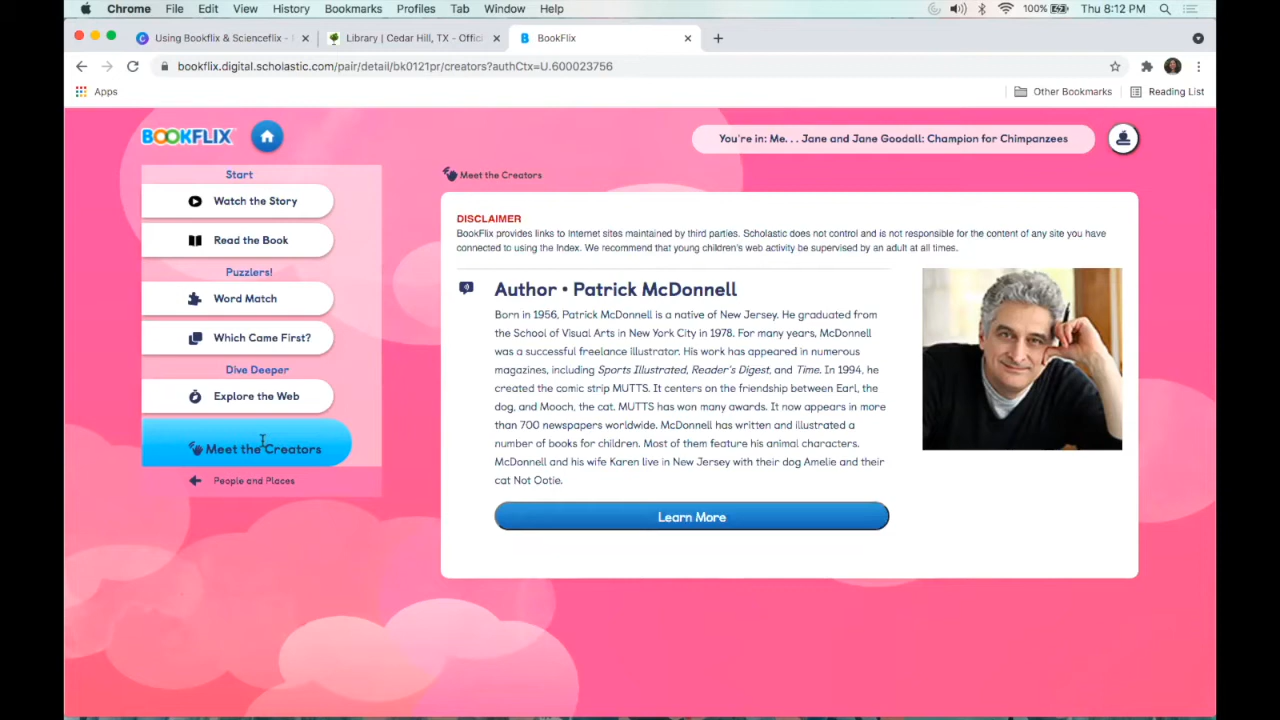 Chrome File Edit View History Bookmarks Profiles Tab Window Help 100% Thu 8:12 PM
Using Bookflix & Scienceflix - Library | Cedar Hill, TX - Offici BookFlix
bookflix.digital.scholastic.com/pair/detail/bk0121pr/creators?authCtx=U.600023756
Apps Other Bookmarks Reading List
BOOKFLIX
You're in: Me. . . Jane and Jane Goodall: Champion for Chimpanzees
Start
Watch the Story
Read the Book
Puzzlers!
Word Match
Which Came First?
Dive Deeper
Explore the Web
Meet the Creators
People and Places
Meet the Creators
DISCLAIMER
BookFlix provides links to Internet sites maintained by third parties. Scholastic does not control and is not responsible for the content of any site you have
connected to using the Index. We recommend that young children's web activity be supervised by an adult at all times.
Author • Patrick McDonnell
Born in 1956, Patrick McDonnell is a native of New Jersey. He graduated from
the School of Visual Arts in New York City in 1978. For many years, McDonnell
was a successful freelance illustrator. His work has appeared in numerous
magazines, including Sports Illustrated, Reader's Digest, and Time. In 1994, he
created the comic strip MUTTS. It centers on the friendship between Earl, the
dog, and Mooch, the cat. MUTTS has won many awards. It now appears in more
than 700 newspapers worldwide. McDonnell has written and illustrated a
number of books for children. Most of them feature his animal characters.
McDonnell and his wife Karen live in New Jersey with their dog Amelie and their
cat Not Ootie.
Learn More